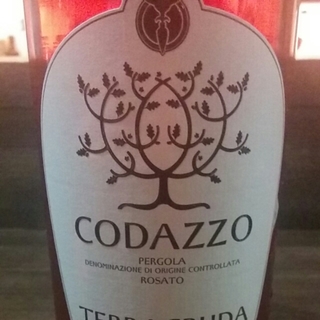 CODAZZO
PERGOLA
DENOMINAZIONE DI ORIGINE CONTROLLATA
ROSATO